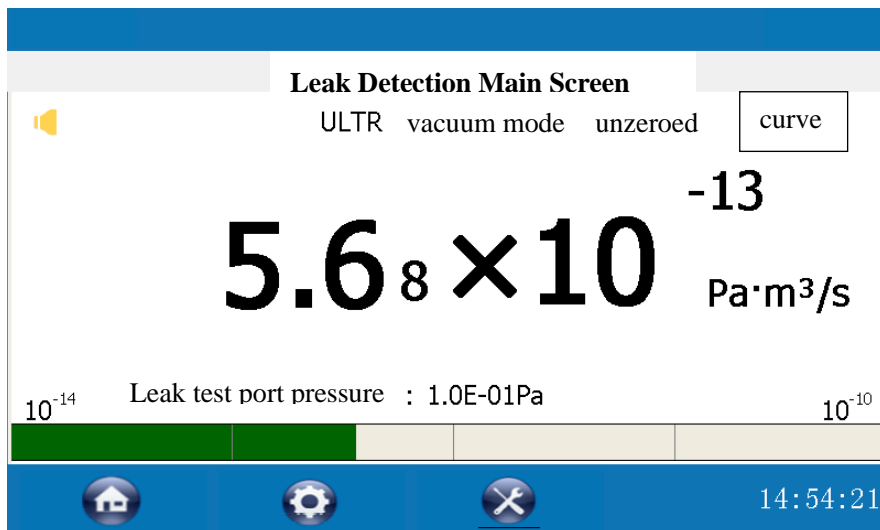 Leak Detection Main Screen
ULTR vacuum mode unzeroed curve
5.68×10⁻¹³ Pa·m³/s
Leak test port pressure : 1.0E-01Pa
10⁻¹⁴ 10⁻¹⁰
14:54:21